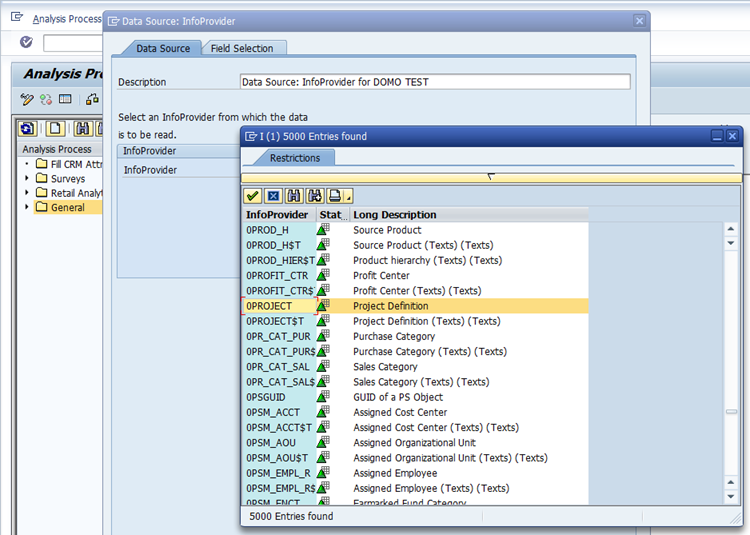 Analysis Process
Data Source: InfoProvider
Analysis Pro
Data Source
Field Selection
Description
Data Source: InfoProvider for DOMO TEST
Select an InfoProvider from which the data
is to be read.
InfoProvider
InfoProvider
Analysis Process
Fill CRM Attr
Surveys
Retail Analyt
General
I (1) 5000 Entries found
Restrictions
InfoProvider Stat... Long Description
0PROD_H Source Product
0PROD_H$T Source Product (Texts) (Texts)
0PROD_HIER$T Product hierarchy (Texts) (Texts)
0PROFIT_CTR Profit Center
0PROFIT_CTR$ Profit Center (Texts) (Texts)
0PROJECT Project Definition
0PROJECT$T Project Definition (Texts) (Texts)
0PR_CAT_PUR Purchase Category
0PR_CAT_PUR$ Purchase Category (Texts) (Texts)
0PR_CAT_SAL Sales Category
0PR_CAT_SAL$ Sales Category (Texts) (Texts)
0PSGUID GUID of a PS Object
0PSM_ACCT Assigned Cost Center
0PSM_ACCT$T Assigned Cost Center (Texts) (Texts)
0PSM_AOU Assigned Organizational Unit
0PSM_AOU$T Assigned Organizational Unit (Texts) (Texts)
0PSM_EMPL_R Assigned Employee
0PSM_EMPL_R$ Assigned Employee (Texts) (Texts)
0PSM_FNCT Earmarked Fund Category
5000 Entries found